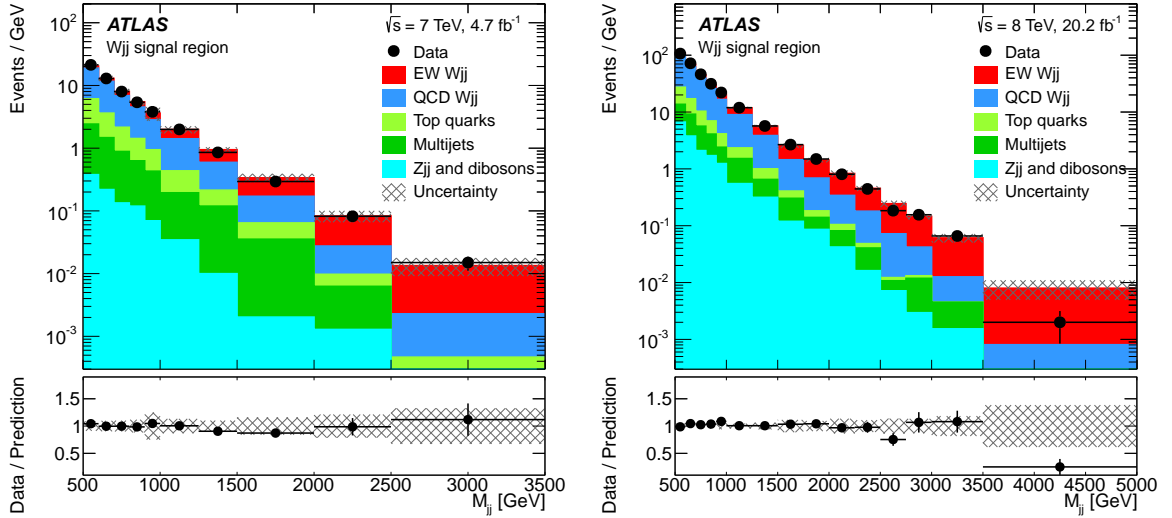 Events / GeV
10²
10
1
10⁻¹
10⁻²
10⁻³
ATLAS
Wjj signal region
√s = 7 TeV, 4.7 fb⁻¹
Data
EW Wjj
QCD Wjj
Top quarks
Multijets
Zjj and dibosons
Uncertainty
Data / Prediction
1.5
1
0.5
500 1000 1500 2000 2500 3000 3500
M_jj [GeV]
Events / GeV
10²
10
1
10⁻¹
10⁻²
10⁻³
ATLAS
Wjj signal region
√s = 8 TeV, 20.2 fb⁻¹
Data
EW Wjj
QCD Wjj
Top quarks
Multijets
Zjj and dibosons
Uncertainty
Data / Prediction
1.5
1
0.5
500 1000 1500 2000 2500 3000 3500 4000 4500 5000
M_jj [GeV]